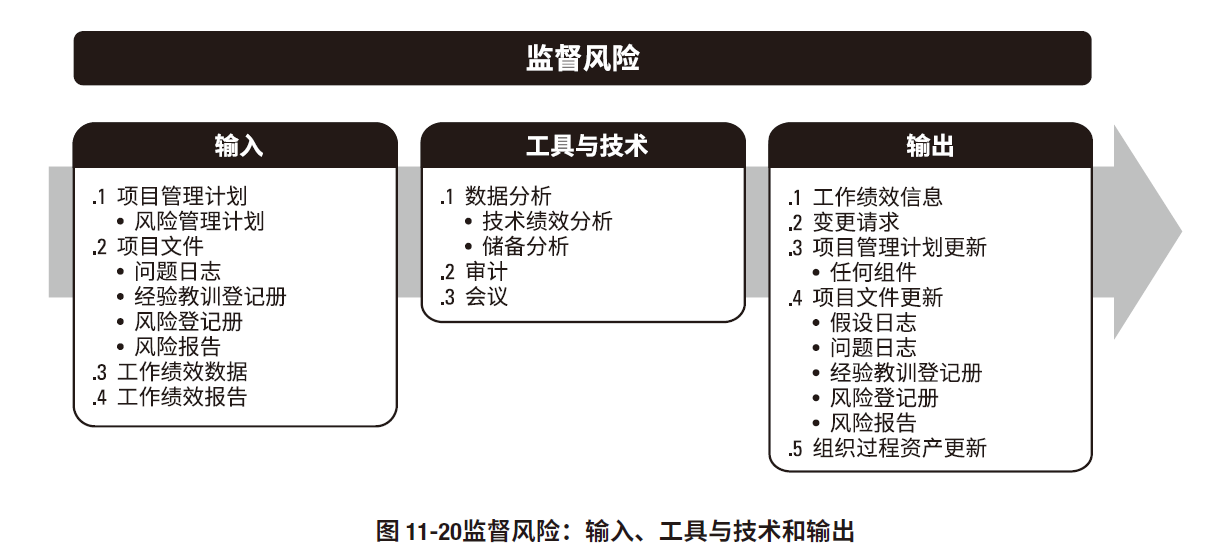 监督风险
输入
.1 项目管理计划
• 风险管理计划
.2 项目文件
• 问题日志
• 经验教训登记册
• 风险登记册
• 风险报告
.3 工作绩效数据
.4 工作绩效报告
工具与技术
.1 数据分析
• 技术绩效分析
• 储备分析
.2 审计
.3 会议
输出
.1 工作绩效信息
.2 变更请求
.3 项目管理计划更新
• 任何组件
.4 项目文件更新
• 假设日志
• 问题日志
• 经验教训登记册
• 风险登记册
• 风险报告
.5 组织过程资产更新
图 11-20监督风险：输入、工具与技术和输出